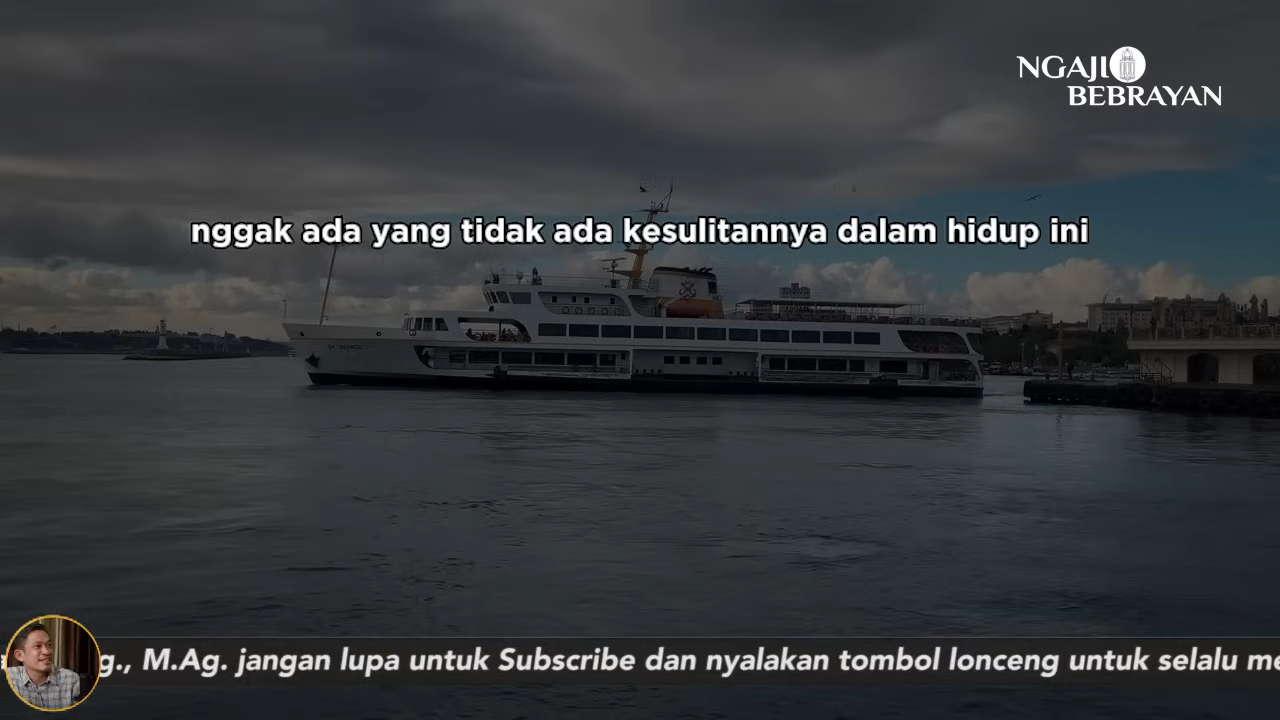 NGAJI
BEBRAYAN
nggak ada yang tidak ada kesulitannya dalam hidup ini
g., M.Ag. jangan lupa untuk Subscribe dan nyalakan tombol lonceng untuk selalu me